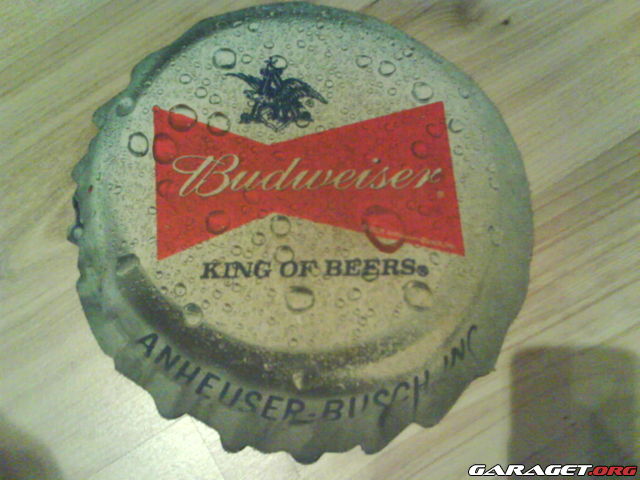 Budweiser®
KING OF BEERS®
ANHEUSER-BUSCH, INC
GARAGET.ORG